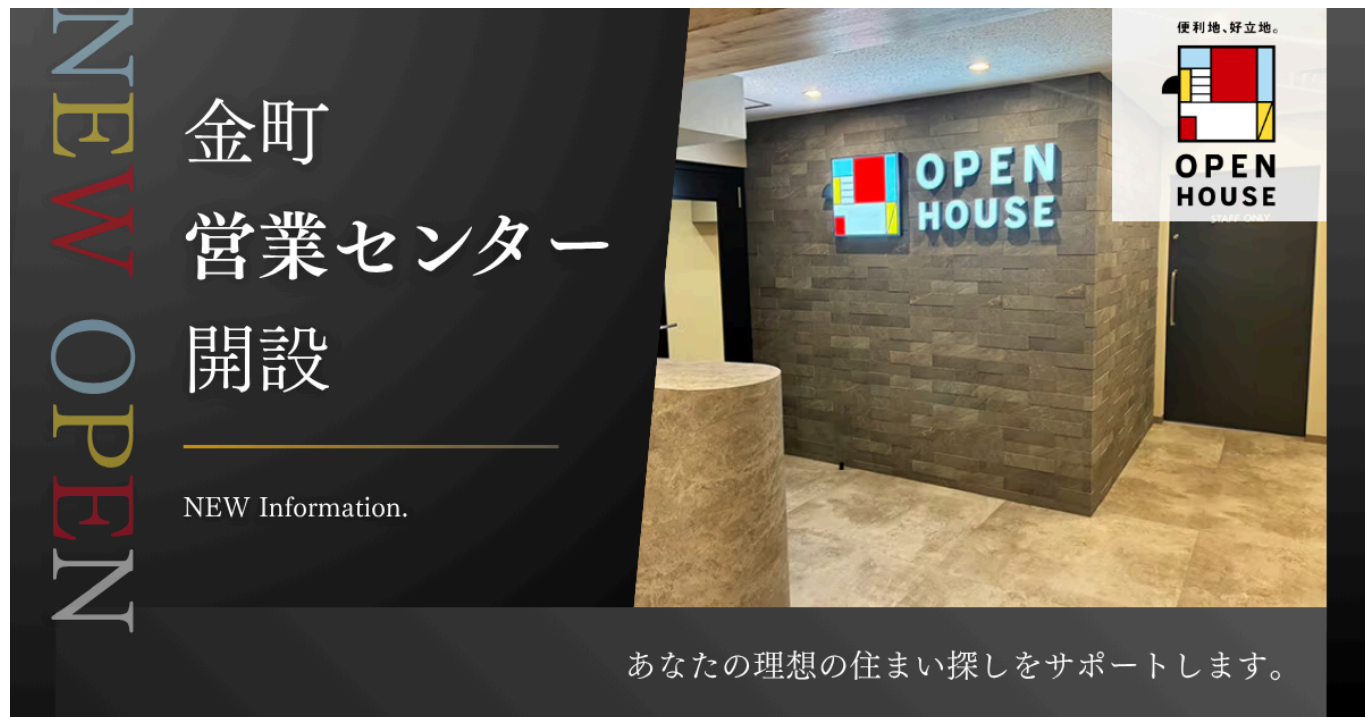 NEW OPEN
金町
営業センター
開設
NEW Information.
OPEN
HOUSE
便利地、好立地。
OPEN
HOUSE
STAFF ONLY
あなたの理想の住まい探しをサポートします。